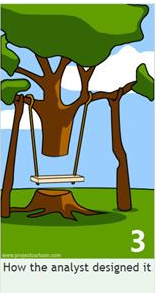 3
www.projectcartoon.com
How the analyst designed it